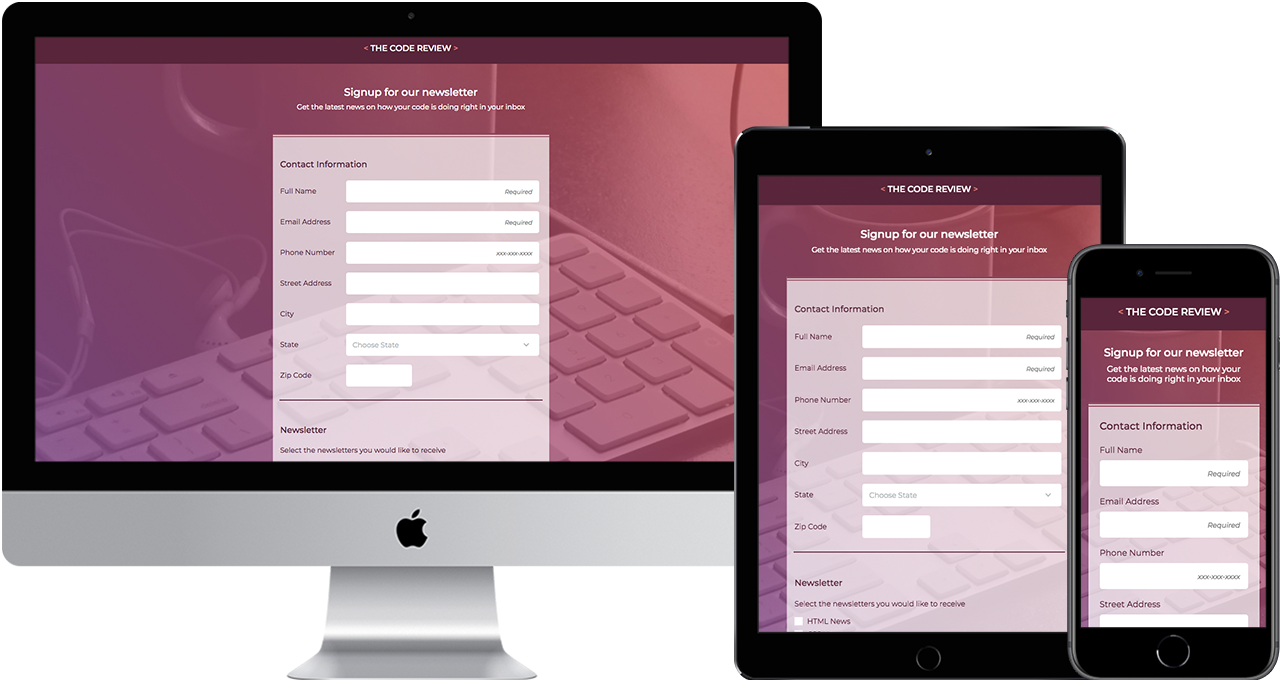 < THE CODE REVIEW >
Signup for our newsletter
Get the latest news on how your code is doing right in your inbox
Contact Information
Full Name
Required
Email Address
Required
Phone Number
xxx-xxx-xxxx
Street Address
City
State
Choose State
Zip Code
Newsletter
Select the newsletters you would like to receive
< THE CODE REVIEW >
Signup for our newsletter
Get the latest news on how your code is doing right in your inbox
Contact Information
Full Name
Required
Email Address
Required
Phone Number
xxx-xxx-xxxx
Street Address
City
State
Choose State
Zip Code
Newsletter
Select the newsletters you would like to receive
HTML News
< THE CODE REVIEW >
Signup for our newsletter
Get the latest news on how your
code is doing right in your inbox
Contact Information
Full Name
Required
Email Address
Required
Phone Number
xxx-xxx-xxxx
Street Address